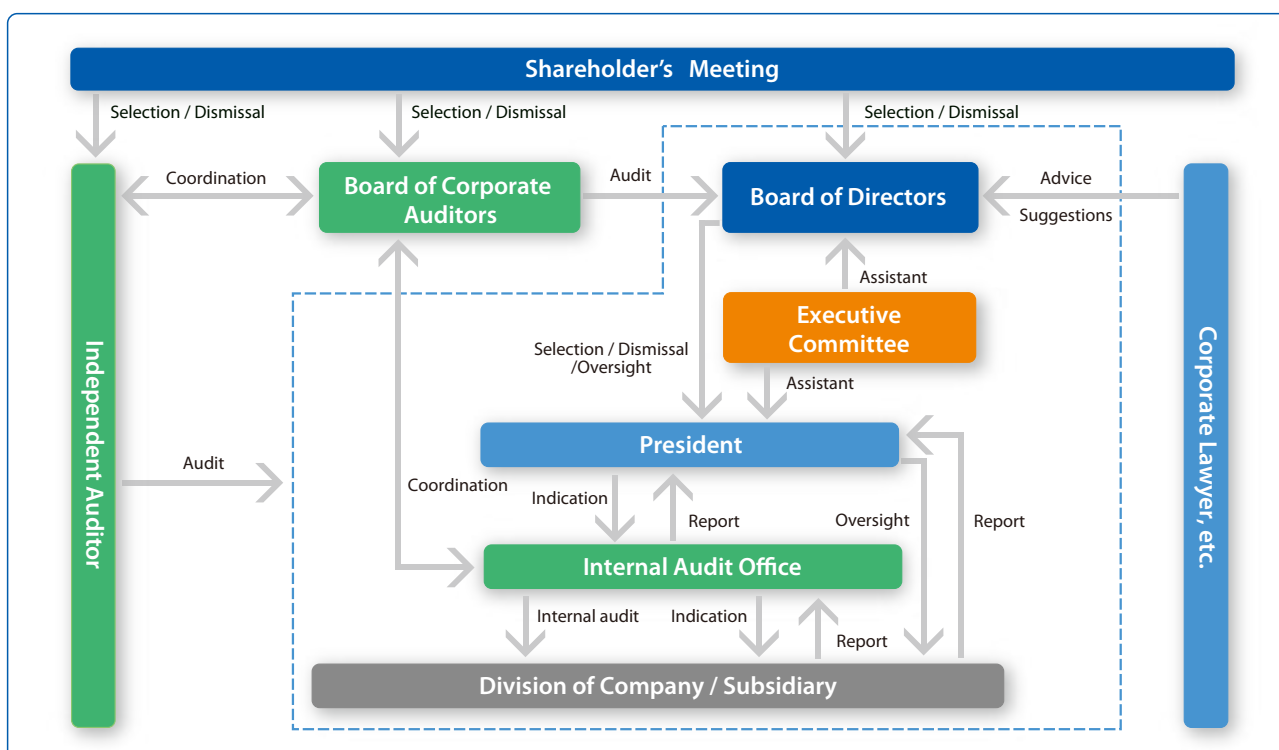 Shareholder's Meeting
Selection / Dismissal
Selection / Dismissal
Selection / Dismissal
Coordination
Board of Corporate
Auditors
Audit
Board of Directors
Advice
Suggestions
Assistant
Executive
Committee
Selection / Dismissal
/Oversight
Assistant
Independent Auditor
Corporate Lawyer, etc.
President
Audit
Coordination
Indication
Report
Oversight
Report
Internal Audit Office
Internal audit
Indication
Report
Division of Company / Subsidiary